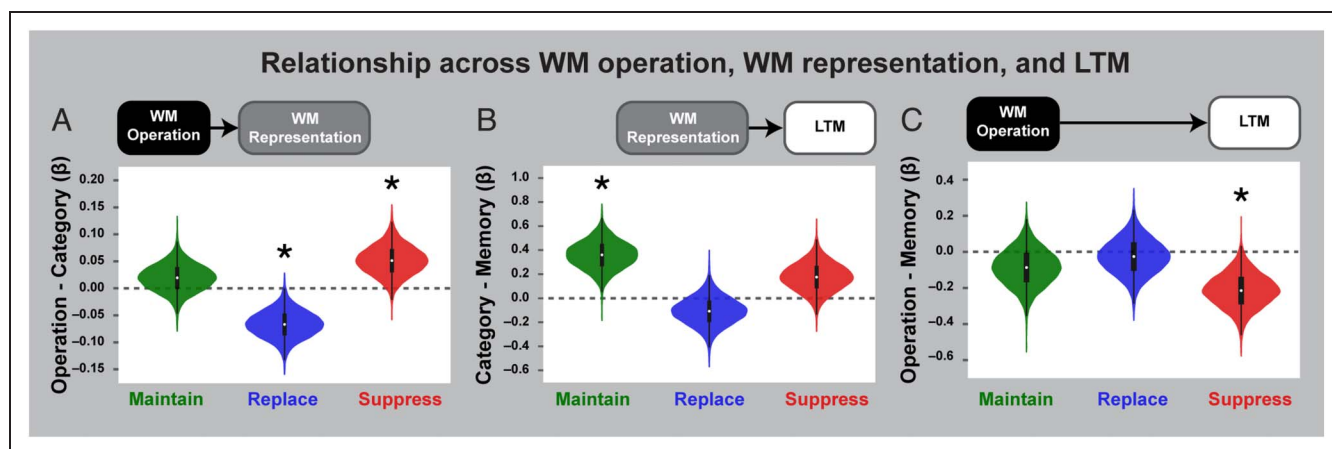 Relationship across WM operation, WM representation, and LTM
A
WM
Operation
WM
Representation
Operation - Category (β)
0.20
0.15
0.10
0.05
0.00
−0.05
−0.10
−0.15
*
*
Maintain
Replace
Suppress
B
WM
Representation
LTM
Category - Memory (β)
1.0
0.8
0.6
0.4
0.2
0.0
−0.2
−0.4
−0.6
*
Maintain
Replace
Suppress
C
WM
Operation
LTM
Operation - Memory (β)
0.4
0.2
0.0
−0.2
−0.4
−0.6
*
Maintain
Replace
Suppress